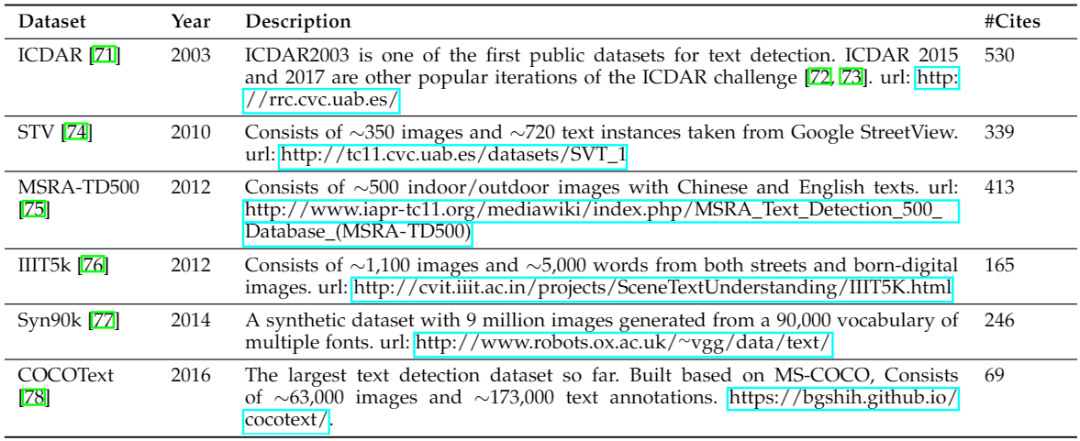 Dataset Year Description #Cites
ICDAR [71] 2003 ICDAR2003 is one of the first public datasets for text detection. ICDAR 2015 530
and 2017 are other popular iterations of the ICDAR challenge [72, 73]. url: http:
//rrc.cvc.uab.es/
STV [74] 2010 Consists of ∼350 images and ∼720 text instances taken from Google StreetView. 339
url: http://tc11.cvc.uab.es/datasets/SVT_1
MSRA-TD500 2012 Consists of ∼500 indoor/outdoor images with Chinese and English texts. url: 413
[75] http://www.iapr-tc11.org/mediawiki/index.php/MSRA_Text_Detection_500_
Database_(MSRA-TD500)
IIIT5k [76] 2012 Consists of ∼1,100 images and ∼5,000 words from both streets and born-digital 165
images. url: http://cvit.iiit.ac.in/projects/SceneTextUnderstanding/IIIT5K.html
Syn90k [77] 2014 A synthetic dataset with 9 million images generated from a 90,000 vocabulary of 246
multiple fonts. url: http://www.robots.ox.ac.uk/~vgg/data/text/
COCOText 2016 The largest text detection dataset so far. Built based on MS-COCO, Consists 69
[78] of ∼63,000 images and ∼173,000 text annotations. https://bgshih.github.io/
cocotext/.